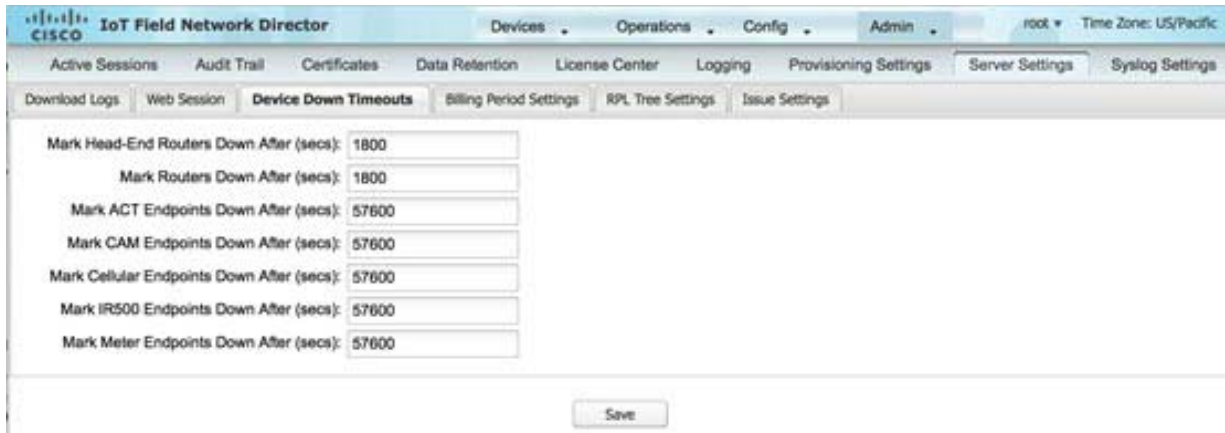 CISCO IoT Field Network Director Devices Operations Config Admin root Time Zone: US/Pacific
Active Sessions Audit Trail Certificates Data Retention License Center Logging Provisioning Settings Server Settings Syslog Settings
Download Logs Web Session Device Down Timeouts Billing Period Settings RPL Tree Settings Issue Settings
Mark Head-End Routers Down After (secs): 1800
Mark Routers Down After (secs): 1800
Mark ACT Endpoints Down After (secs): 57600
Mark CAM Endpoints Down After (secs): 57600
Mark Cellular Endpoints Down After (secs): 57600
Mark IR500 Endpoints Down After (secs): 57600
Mark Meter Endpoints Down After (secs): 57600
Save